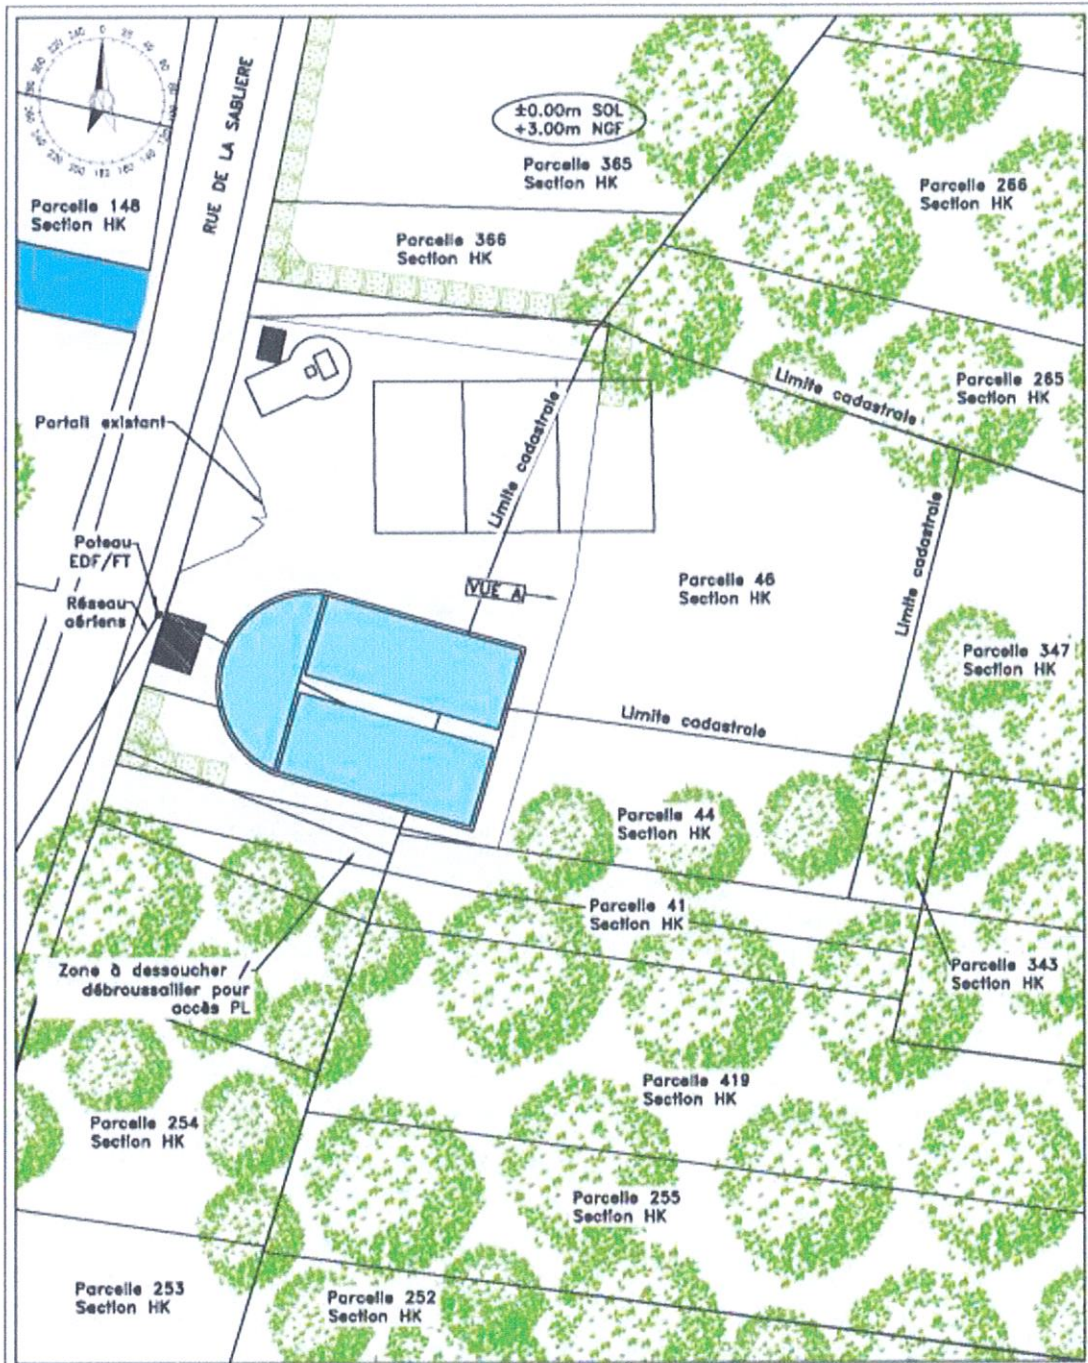 ±0.00m SOL
+3.00m NGF
Parcelle 365
Section HK
RUE DE LA SABLIERE
Parcelle 148
Section HK
Parcelle 266
Section HK
Parcelle 366
Section HK
Limite cadastrale
Parcelle 265
Section HK
Portail existant
Limite cadastrale
Limite cadastrale
Poteau
EDF/FT
Réseau
aériens
VUE A
Parcelle 46
Section HK
Parcelle 347
Section HK
Limite cadastrale
Parcelle 44
Section HK
Parcelle 41
Section HK
Zone à dessoucher /
débroussailler pour
accès PL
Parcelle 343
Section HK
Parcelle 419
Section HK
Parcelle 254
Section HK
Parcelle 255
Section HK
Parcelle 253
Section HK
Parcelle 252
Section HK